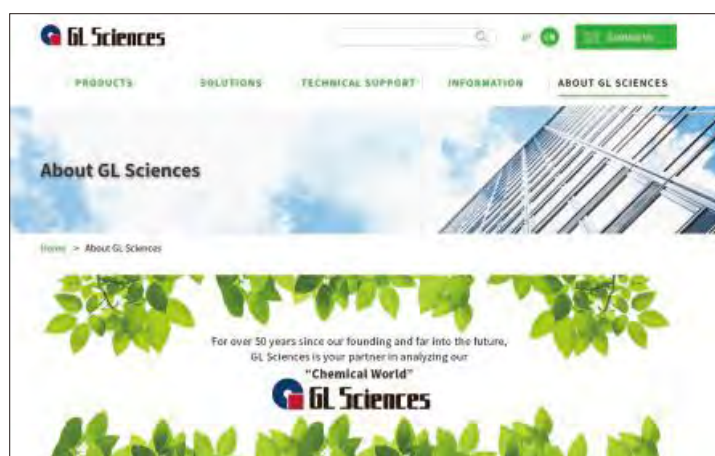 GL Sciences
EN
PRODUCTS
SOLUTIONS
TECHNICAL SUPPORT
INFORMATION
ABOUT GL SCIENCES
About GL Sciences
Home > About GL Sciences
For over 50 years since our founding and far into the future,
GL Sciences is your partner in analyzing our
"Chemical World"
GL Sciences